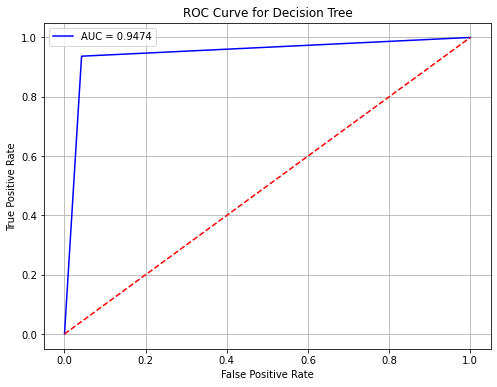 ROC Curve for Decision Tree
AUC = 0.9474
True Positive Rate
1.0
0.8
0.6
0.4
0.2
0.0
0.0 0.2 0.4 0.6 0.8 1.0
False Positive Rate